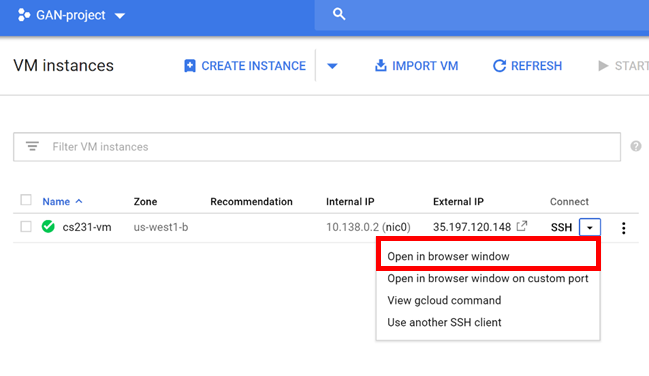 GAN-project
VM instances CREATE INSTANCE IMPORT VM REFRESH START
Filter VM instances
Name Zone Recommendation Internal IP External IP Connect
cs231-vm us-west1-b 10.138.0.2 (nic0) 35.197.120.148 SSH
Open in browser window
Open in browser window on custom port
View gcloud command
Use another SSH client